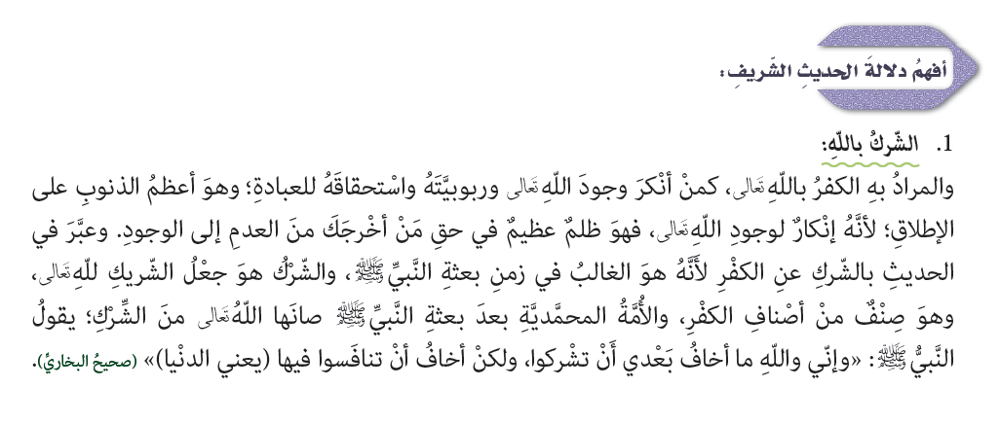 أفهمُ دلالةَ الحديثِ الشّريفِ:
1. الشّركُ باللّهِ:
والمرادُ بهِ الكفرُ باللّهِ تعالى، كمنْ أنْكرَ وجودَ اللّهِ تعالى وربوبيَّتَهُ واسْتحقاقَهُ للعبادةِ؛ وهوَ أعظمُ الذنوبِ على
الإطلاقِ؛ لأنَّهُ إنْكارٌ لوجودِ اللّهِ تعالى، فهوَ ظلمٌ عظيمٌ في حقِ مَنْ أخْرجَكَ منَ العدمِ إلى الوجودِ. وعبَّرَ في
الحديثِ بالشّركِ عنِ الكفْرِ لأَنَّهُ هوَ الغالبُ في زمنِ بعثةِ النَّبيِّ ﷺ، والشّرْكُ هوَ جعْلُ الشّريكِ للّهِ تعالى،
وهوَ صِنْفٌ منْ أصْنافِ الكفْرِ، والأُمَّةُ المحمَّديَّةِ بعدَ بعثةِ النَّبيِّ ﷺ صانَها اللّهُ تعالى منَ الشِّرْكِ؛ يقولُ
النَّبيُّ ﷺ: «وإنّي واللّهِ ما أخافُ بَعْدي أَنْ تشْركوا، ولكنْ أخافُ أنْ تنافَسوا فيها (يعني الدنْيا)» (صحيحُ البخاريِّ).